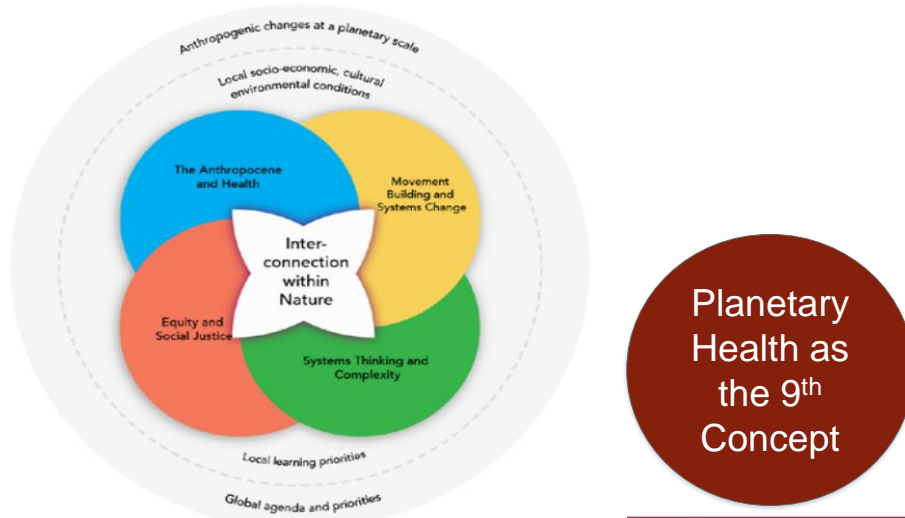 Anthropogenic changes at a planetary scale
Local socio-economic, cultural
environmental conditions
The Anthropocene
and Health
Movement
Building and
Systems Change
Inter-
connection
within
Nature
Equity and
Social Justice
Systems Thinking and
Complexity
Local learning priorities
Global agenda and priorities
Planetary
Health as
the 9th
Concept